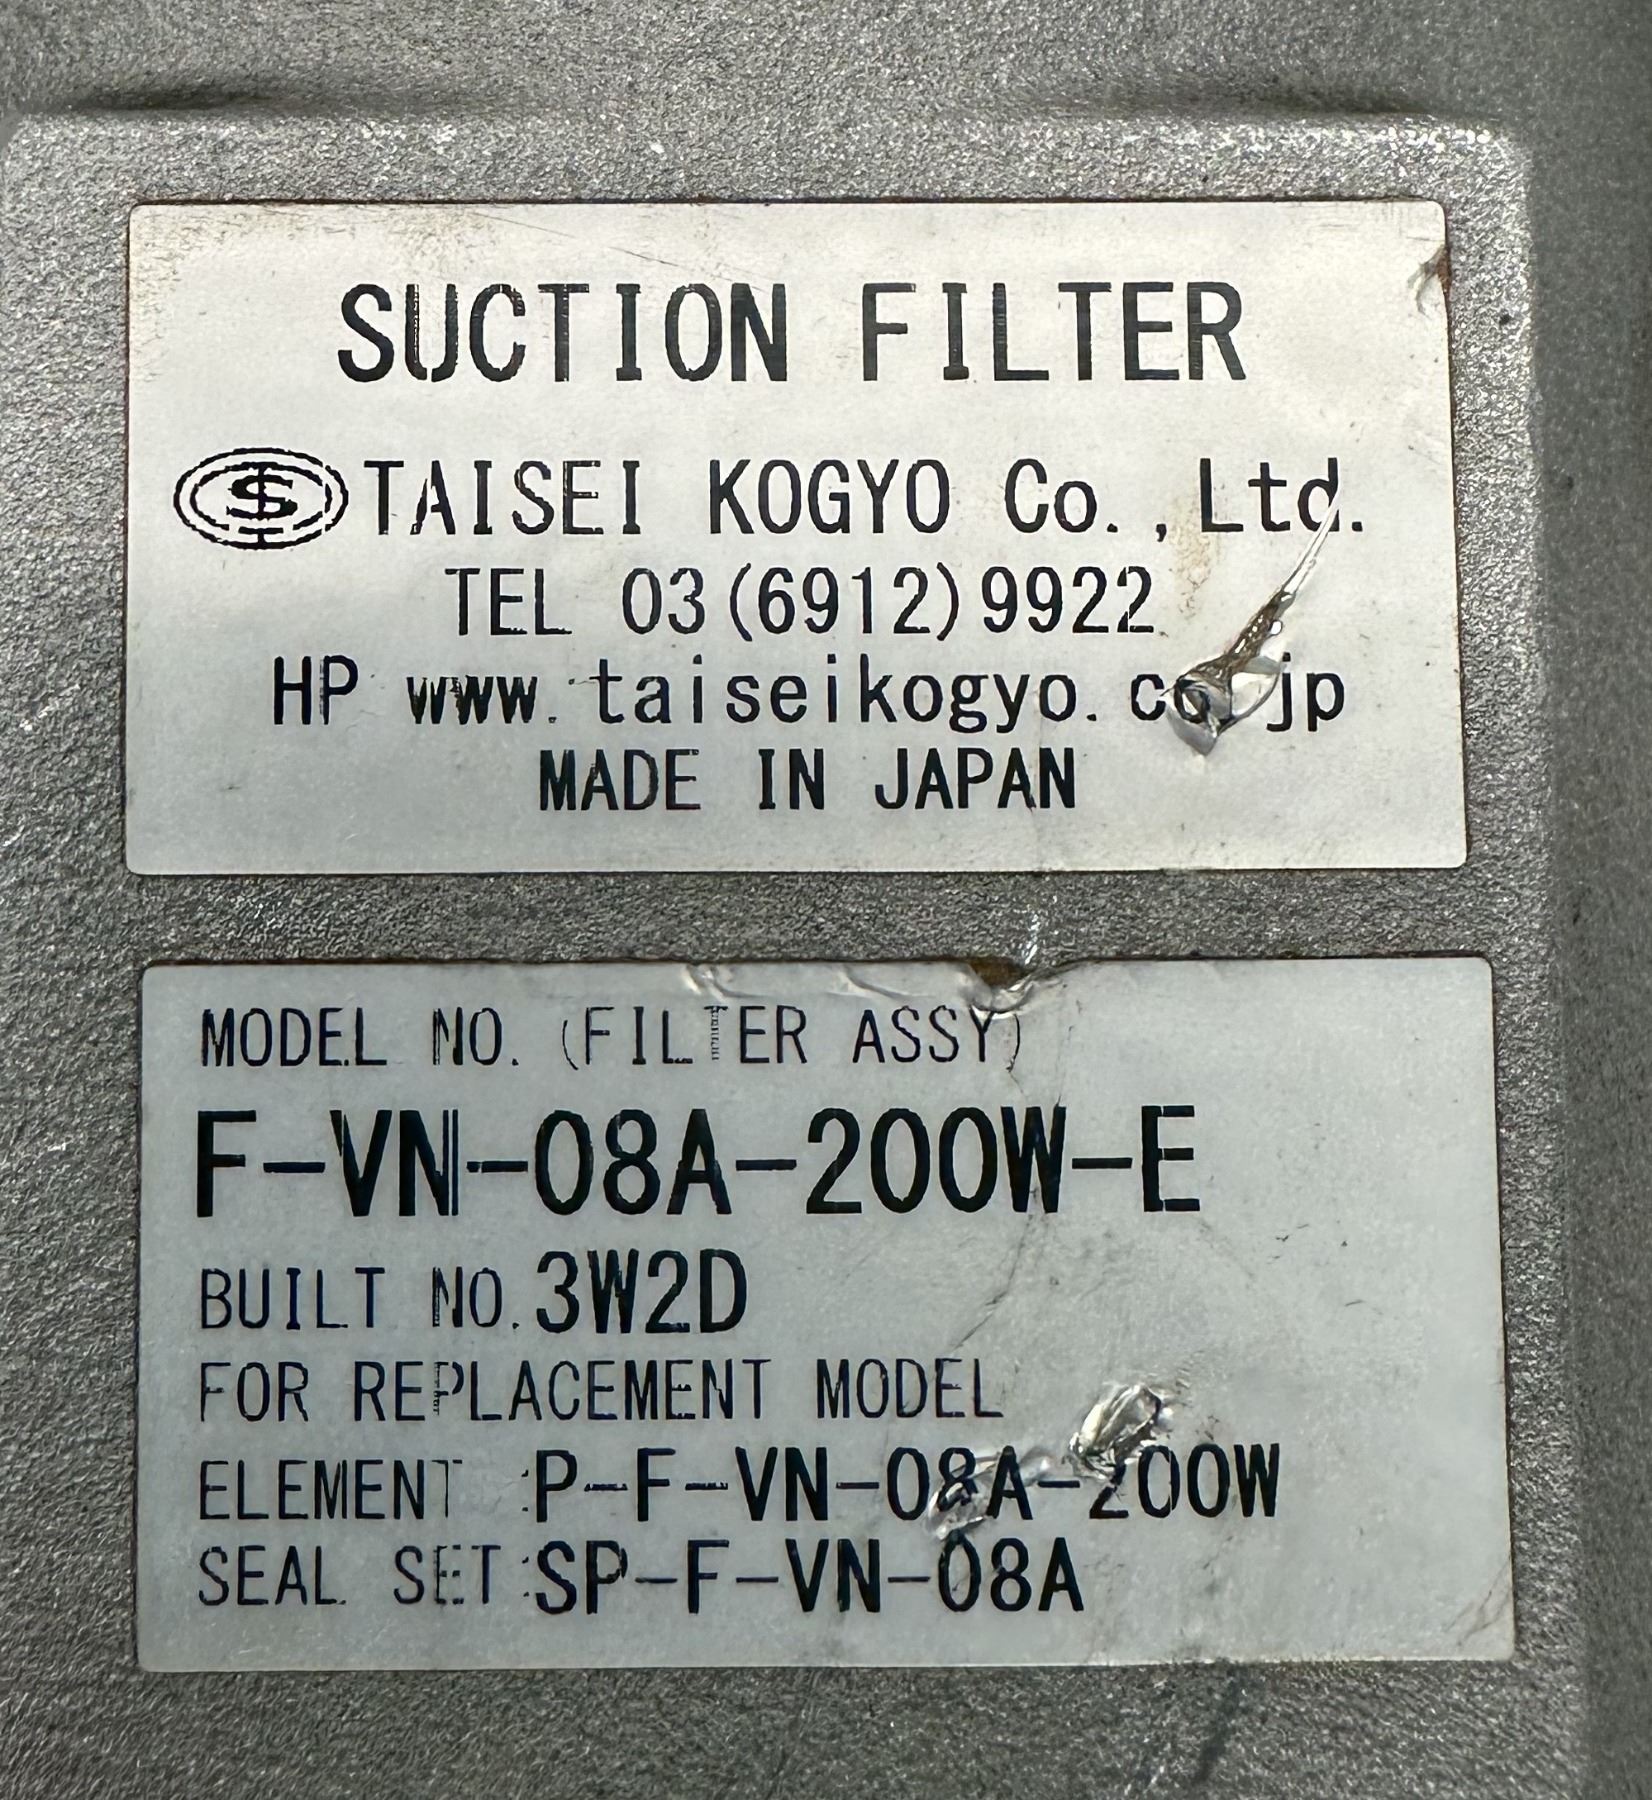 SUCTION FILTER
TAISEI KOGYO Co.,Ltd.
TEL 03(6912)9922
HP www.taiseikogyo.co.jp
MADE IN JAPAN
MODEL NO.(FILTER ASSY)
F-VN-08A-200W-E
BUILT NO.3W2D
FOR REPLACEMENT MODEL
ELEMENT :P-F-VN-08A-200W
SEAL SET:SP-F-VN-08A